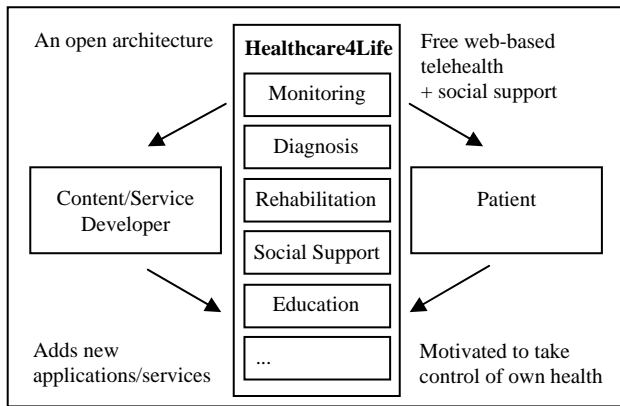 An open architecture
Healthcare4Life
Free web-based
telehealth
+ social support
Monitoring
Diagnosis
Content/Service
Developer
Rehabilitation
Patient
Social Support
Education
Adds new
applications/services
...
Motivated to take
control of own health